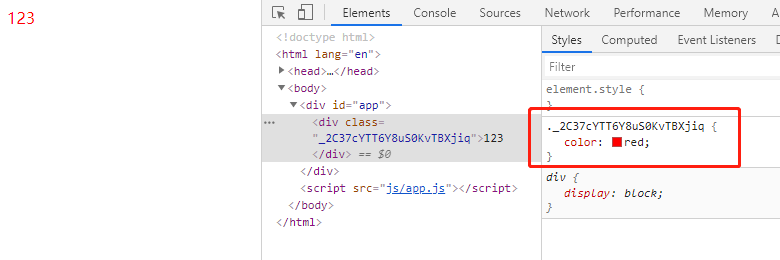 123
Elements Console Sources Network Performance Memory
<!doctype html>
<html lang="en">
<head>…</head>
<body>
<div id="app">
<div class=
"_2C37cYTT6Y8uS0KvTBXjiq">123
</div> == $0
</div>
<script src="js/app.js"></script>
</body>
</html>
Styles Computed Event Listeners
Filter
element.style {
}
._2C37cYTT6Y8uS0KvTBXjiq {
color: red;
}
div {
display: block;
}